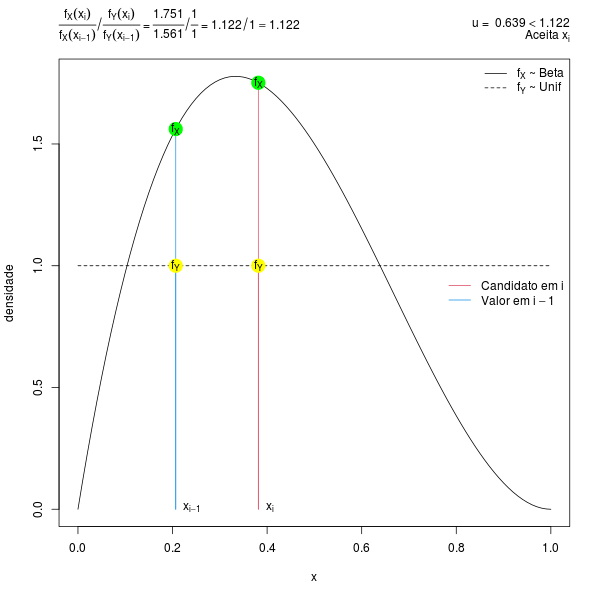 fX(xi)/fX(xi−1) / fY(xi)/fY(xi−1) = 1.751/1.561 / 1/1 = 1.122/1 = 1.122
u = 0.639 < 1.122
Aceita xi
fX ~ Beta
fY ~ Unif
fX
fX
fY
fY
Candidato em i
Valor em i − 1
xi−1
xi
densidade
1.5
1.0
0.5
0.0
0.0 0.2 0.4 0.6 0.8 1.0
x